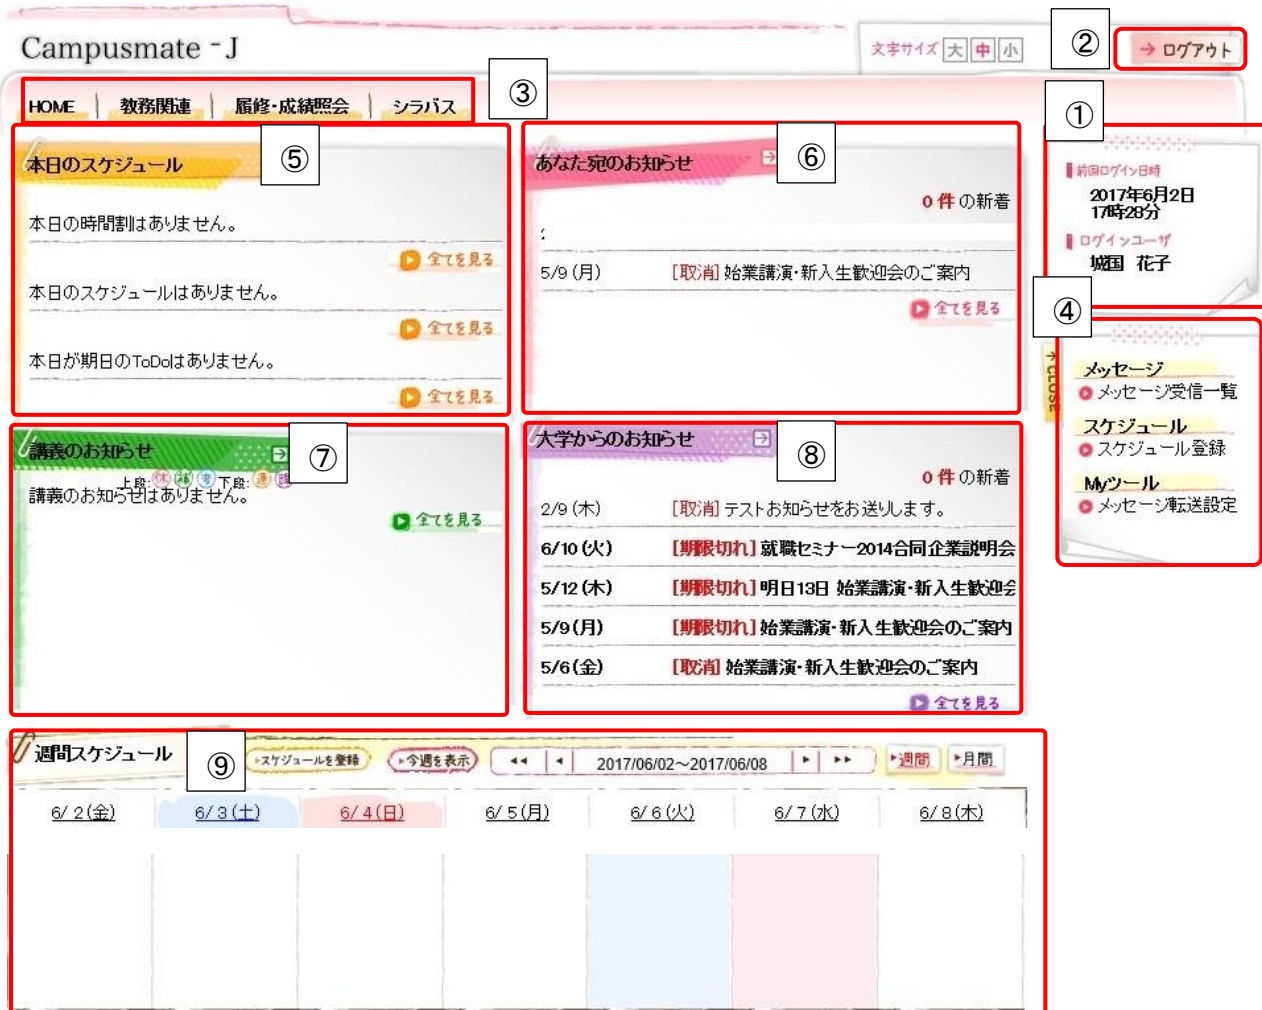 Campusmate-J
文字サイズ 大 中 小
②
ログアウト
HOME 教務関連 履修・成績照会 シラバス
③
①
前回ログイン日時
2017年6月2日
17時28分
ログインユーザ
城国 花子
本日のスケジュール
⑤
本日の時間割はありません。
全てを見る
本日のスケジュールはありません。
全てを見る
本日が期日のToDoはありません。
全てを見る
あなた宛のお知らせ
⑥
0 件 の新着
5/9 (月) [取消] 始業講演・新入生歓迎会のご案内
全てを見る
④
CLOSE
メッセージ
メッセージ受信一覧
スケジュール
スケジュール登録
Myツール
メッセージ転送設定
講義のお知らせ
⑦
上段: 休 補 変 下段: 連 課
講義のお知らせはありません。
全てを見る
大学からのお知らせ
⑧
0 件 の新着
2/9 (木) [取消] テストお知らせをお送りします。
6/10 (火) [期限切れ] 就職セミナー2014合同企業説明会
5/12 (木) [期限切れ] 明日13日 始業講演・新入生歓迎会
5/9 (月) [期限切れ] 始業講演・新入生歓迎会のご案内
5/6 (金) [取消] 始業講演・新入生歓迎会のご案内
全てを見る
週間スケジュール
⑨
スケジュールを登録 今週を表示 2017/06/02～2017/06/08 週間 月間
6/ 2 (金) 6/ 3 (土) 6/ 4 (日) 6/ 5 (月) 6/ 6 (火) 6/ 7 (水) 6/ 8 (木)